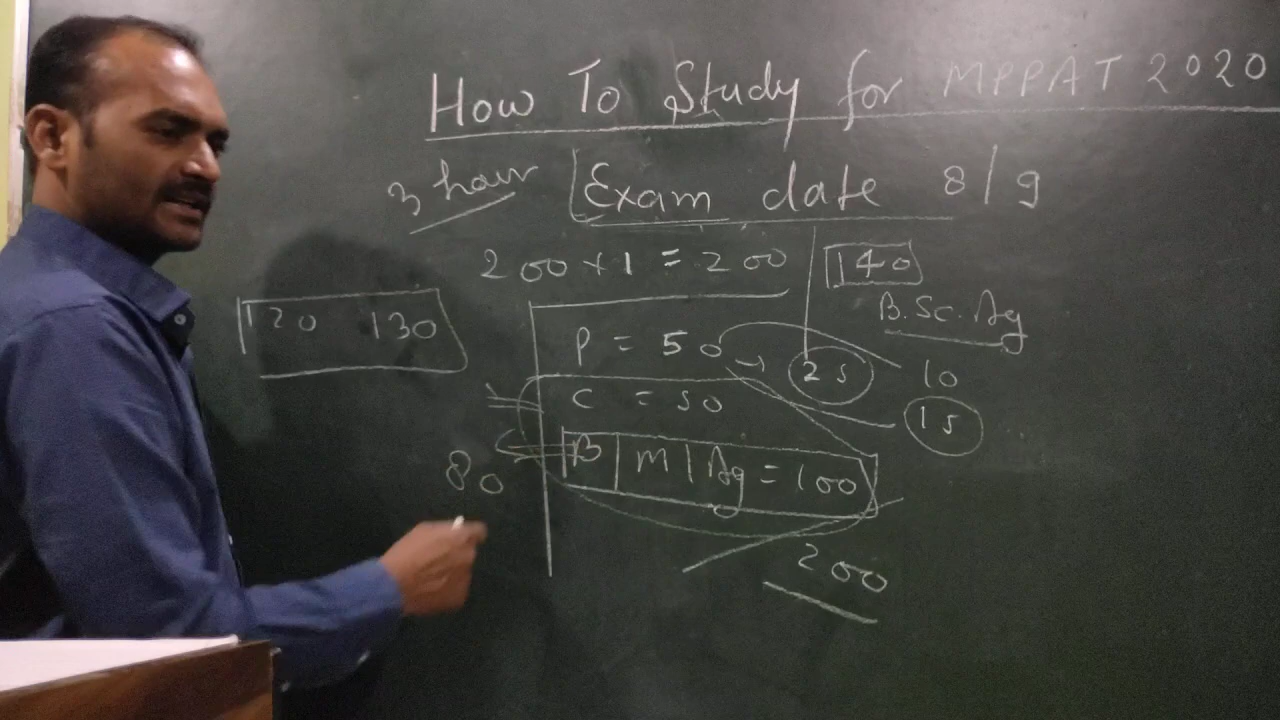 How To Study for MPPAT 2020
3 hour Exam date 8/9
200 × 1 = 200 140
B.Sc. Ag
120 130
P = 50 → 25 10
C = 50 15
B | M | Ag = 100
80
200